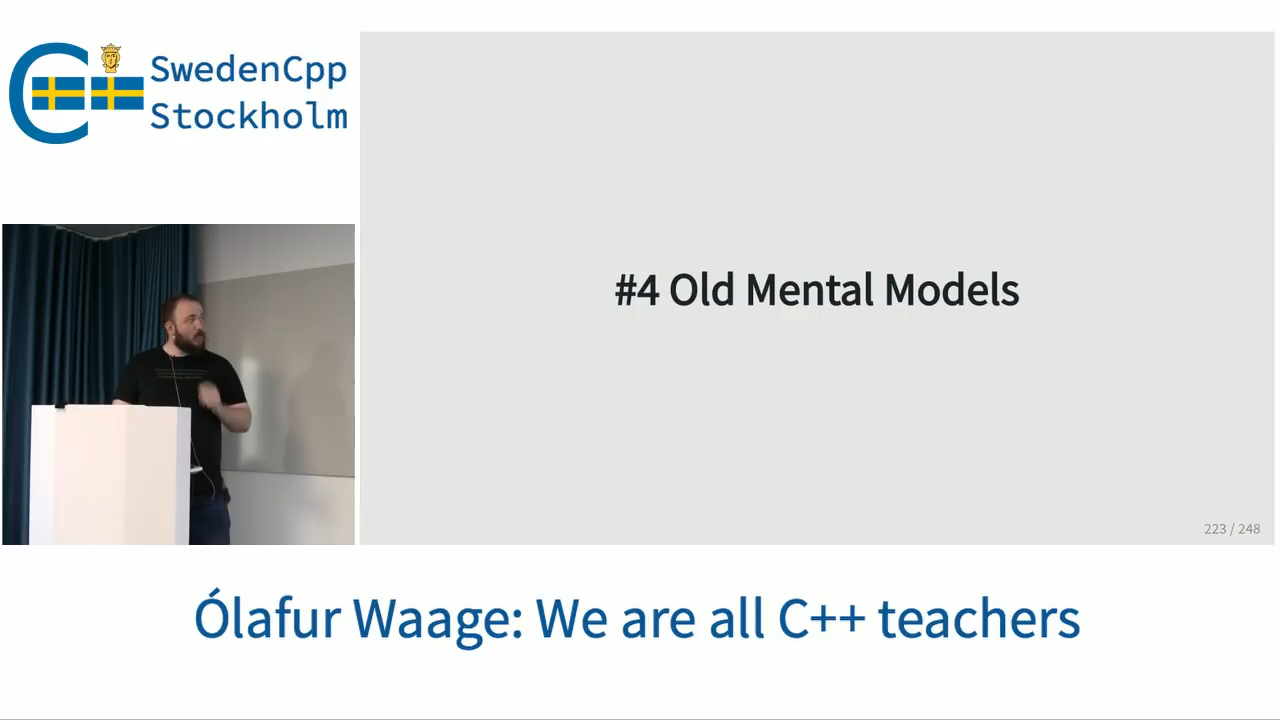 SwedenCpp
Stockholm
#4 Old Mental Models
223 / 248
Ólafur Waage: We are all C++ teachers